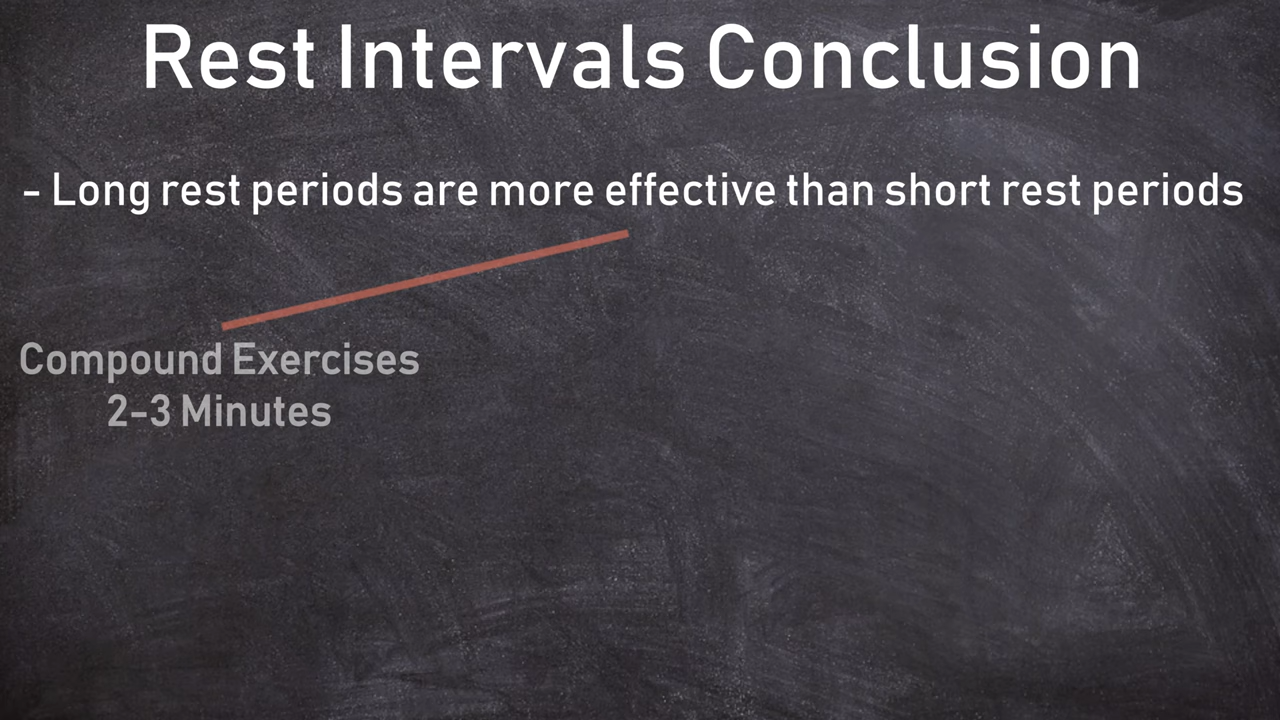 Rest Intervals Conclusion
- Long rest periods are more effective than short rest periods
Compound Exercises
2-3 Minutes